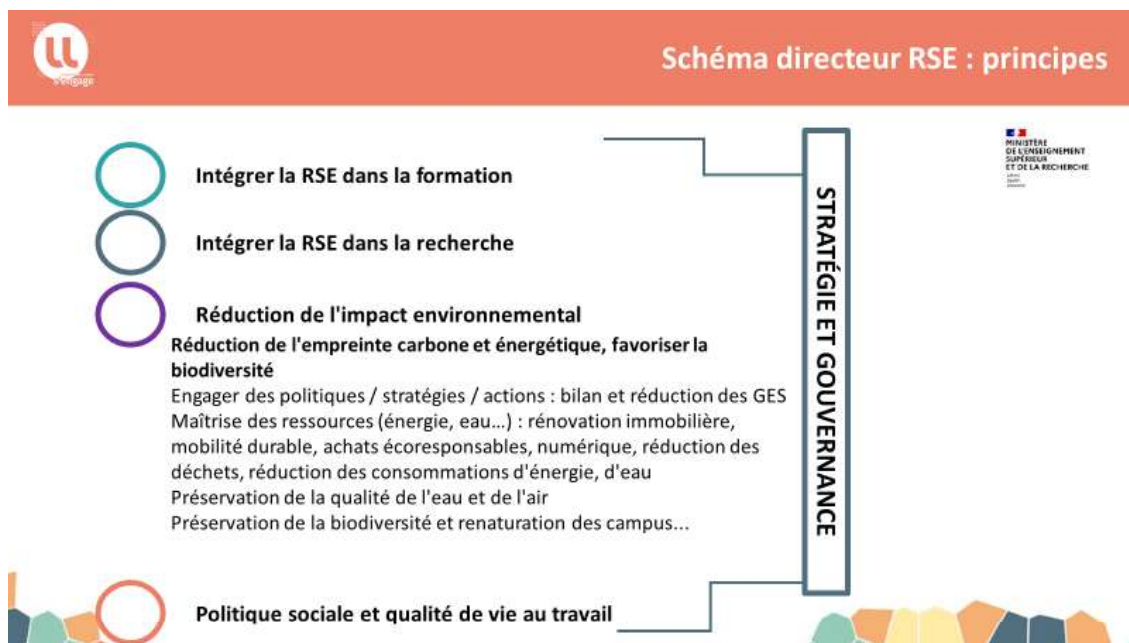 Schéma directeur RSE : principes
s'engage
MINISTÈRE
DE L'ENSEIGNEMENT
SUPÉRIEUR
ET DE LA RECHERCHE
Intégrer la RSE dans la formation
Intégrer la RSE dans la recherche
Réduction de l'impact environnemental
Réduction de l'empreinte carbone et énergétique, favoriser la
biodiversité
Engager des politiques / stratégies / actions : bilan et réduction des GES
Maîtrise des ressources (énergie, eau...) : rénovation immobilière,
mobilité durable, achats écoresponsables, numérique, réduction des
déchets, réduction des consommations d'énergie, d'eau
Préservation de la qualité de l'eau et de l'air
Préservation de la biodiversité et renaturation des campus...
Politique sociale et qualité de vie au travail
STRATÉGIE ET GOUVERNANCE